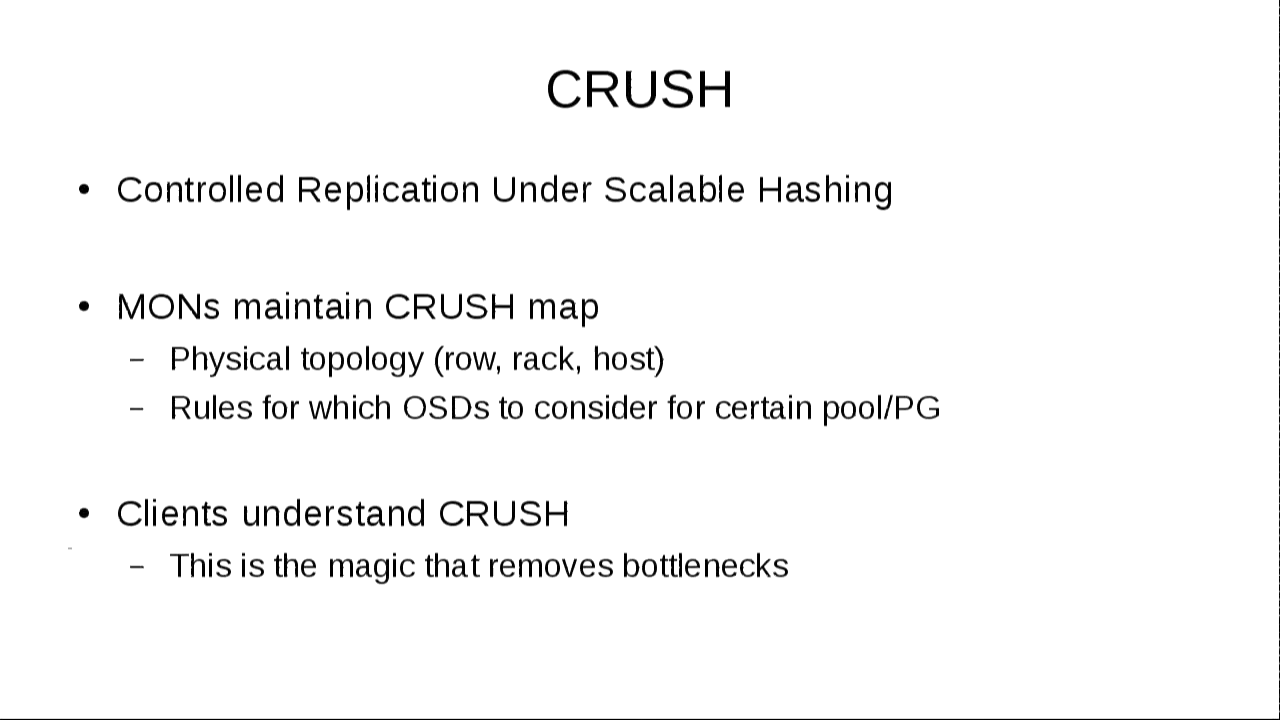 CRUSH
• Controlled Replication Under Scalable Hashing
• MONs maintain CRUSH map
– Physical topology (row, rack, host)
– Rules for which OSDs to consider for certain pool/PG
• Clients understand CRUSH
– This is the magic that removes bottlenecks